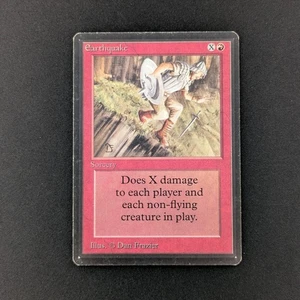 Earthquake X
Sorcery
Does X damage
to each player and
each non-flying
creature in play.
Illus. © Dan Frazier